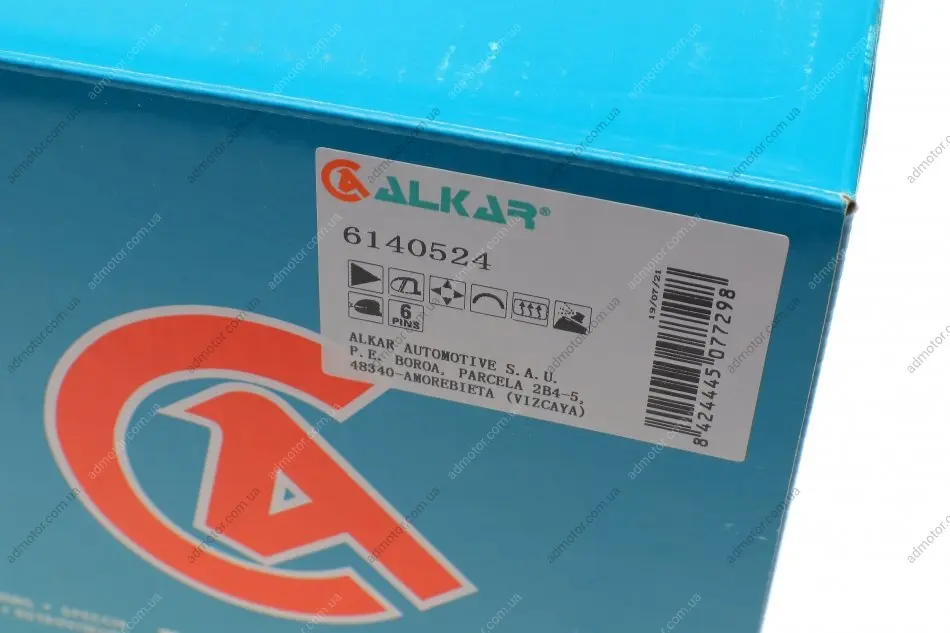 ALKAR®
6140524
6
PINS
ALKAR AUTOMOTIVE S.A.U.
P.E. BOROA, PARCELA 2B4-5,
48340-AMOREBIETA (VIZCAYA)
19/07/21
8424445077298
admotor.com.ua